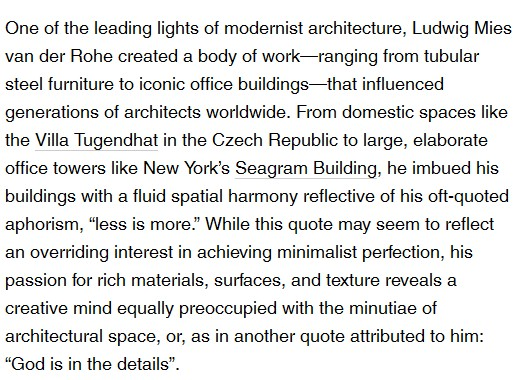 One of the leading lights of modernist architecture, Ludwig Mies
van der Rohe created a body of work—ranging from tubular
steel furniture to iconic office buildings—that influenced
generations of architects worldwide. From domestic spaces like
the Villa Tugendhat in the Czech Republic to large, elaborate
office towers like New York’s Seagram Building, he imbued his
buildings with a fluid spatial harmony reflective of his oft-quoted
aphorism, “less is more.” While this quote may seem to reflect
an overriding interest in achieving minimalist perfection, his
passion for rich materials, surfaces, and texture reveals a
creative mind equally preoccupied with the minutiae of
architectural space, or, as in another quote attributed to him:
“God is in the details”.